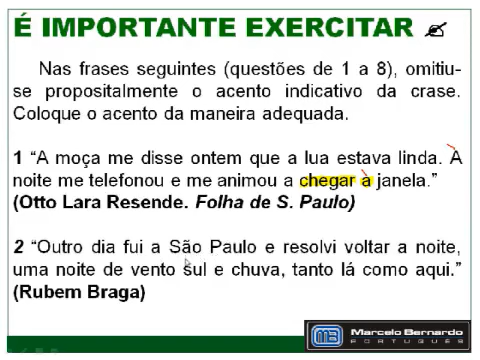 É IMPORTANTE EXERCITAR
Nas frases seguintes (questões de 1 a 8), omitiu-
se propositalmente o acento indicativo da crase.
Coloque o acento da maneira adequada.
1 “A moça me disse ontem que a lua estava linda. À
noite me telefonou e me animou a chegar à janela.”
(Otto Lara Resende. Folha de S. Paulo)
2 “Outro dia fui a São Paulo e resolvi voltar a noite,
uma noite de vento sul e chuva, tanto lá como aqui.”
(Rubem Braga)
MB Marcelo Bernardo
PORTUGUÊS